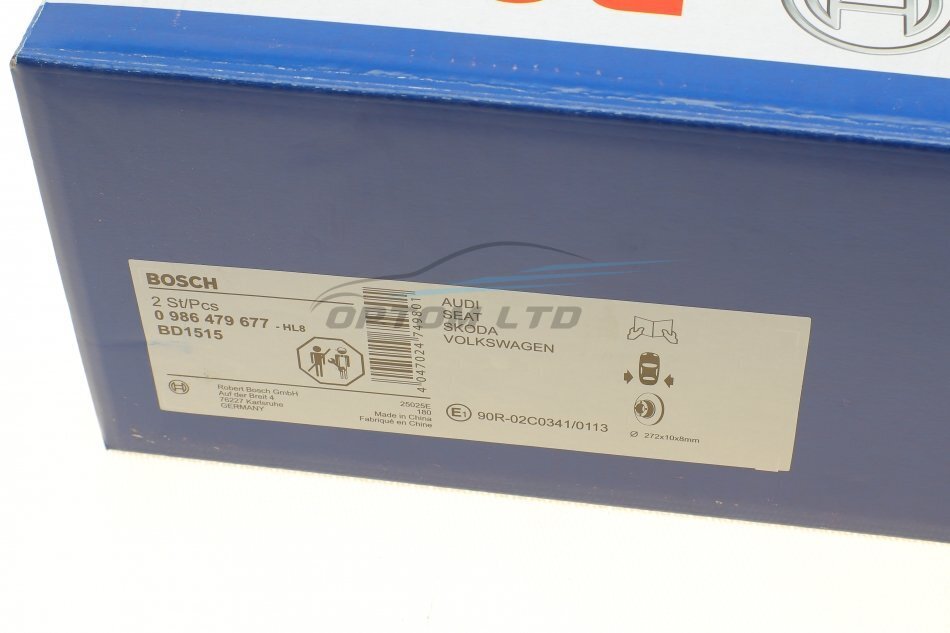 BOSCH
2 St/Pcs
0 986 479 677 - HL8
BD1515
Robert Bosch GmbH
Auf der Breit 4
76227 Karlsruhe
GERMANY
25025E
180
Made in China
Fabriqué en Chine
4 047024 749801
AUDI
SEAT
SKODA
VOLKSWAGEN
E1 90R-02C0341/0113
Ø 272x10x8mm
OPTOM LTD